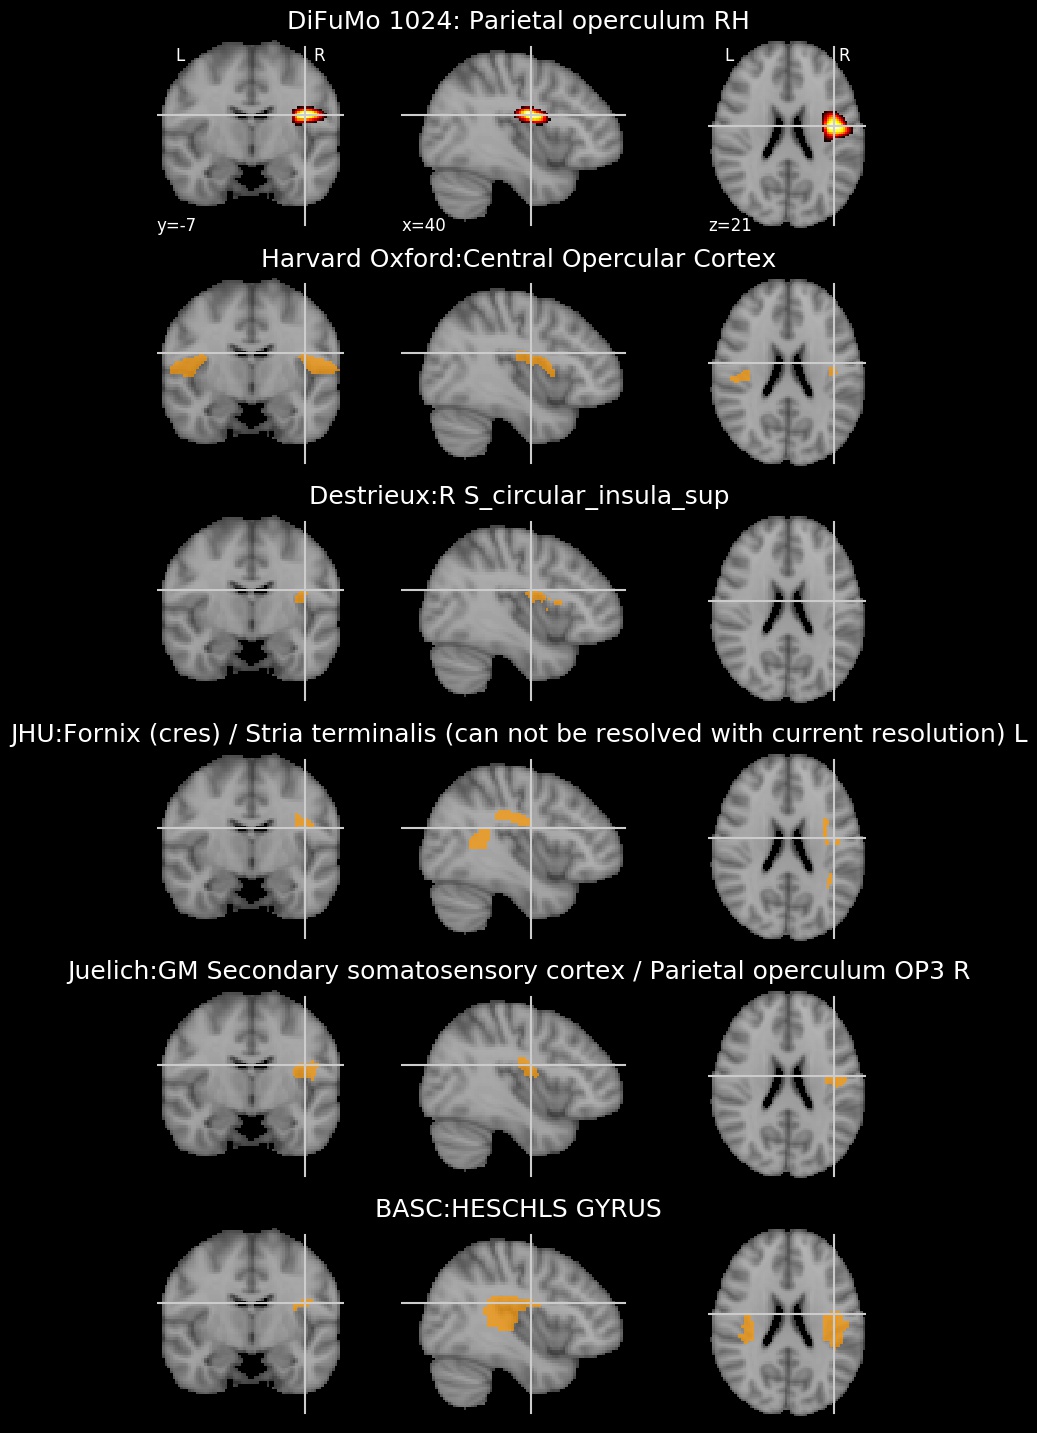 DiFuMo 1024: Parietal operculum RH
L R L R
y=-7 x=40 z=21
Harvard Oxford:Central Opercular Cortex
Destrieux:R S_circular_insula_sup
JHU:Fornix (cres) / Stria terminalis (can not be resolved with current resolution) L
Juelich:GM Secondary somatosensory cortex / Parietal operculum OP3 R
BASC:HESCHLS GYRUS